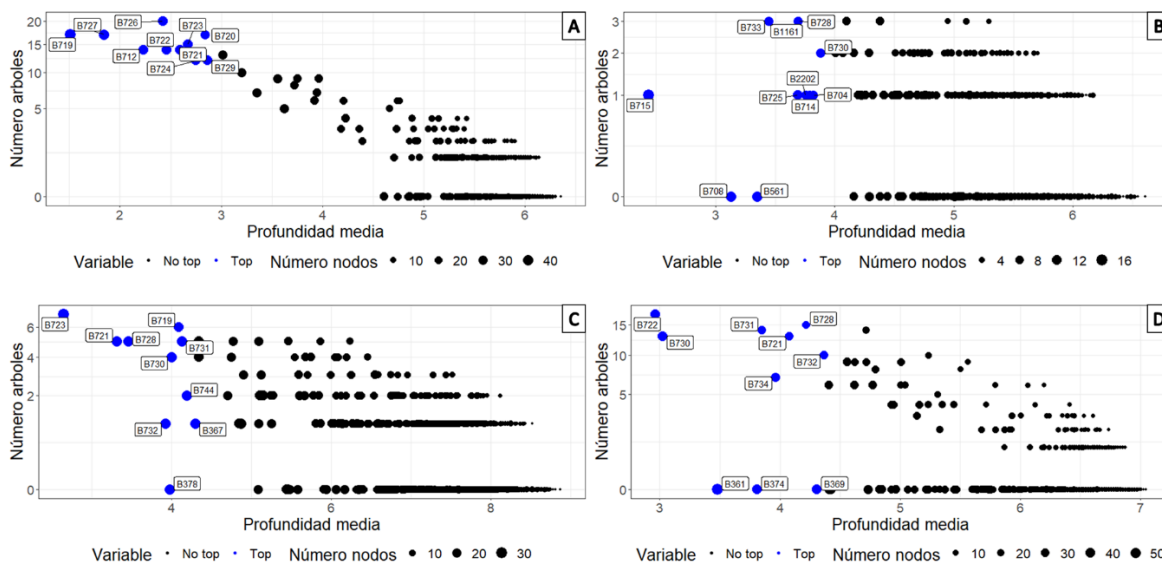 A
Número arboles
20
15
10
5
0
B726
B723
B727
B722
B720
B719
B712
B721
B724
B729
2 3 4 5 6
Profundidad media
Variable No top Top Número nodos 10 20 30 40
B
Número arboles
3
2
1
0
B733
B728
B1161
B730
B2202
B725
B704
B715
B714
B708
B561
3 4 5 6
Profundidad media
Variable No top Top Número nodos 4 8 12 16
C
Número arboles
6
4
2
0
B723
B719
B721
B728
B731
B730
B744
B732
B367
B378
4 6 8
Profundidad media
Variable No top Top Número nodos 10 20 30
D
Número arboles
15
10
5
0
B722
B731
B728
B730
B721
B732
B734
B361
B374
B369
3 4 5 6 7
Profundidad media
Variable No top Top Número nodos 10 20 30 40 50